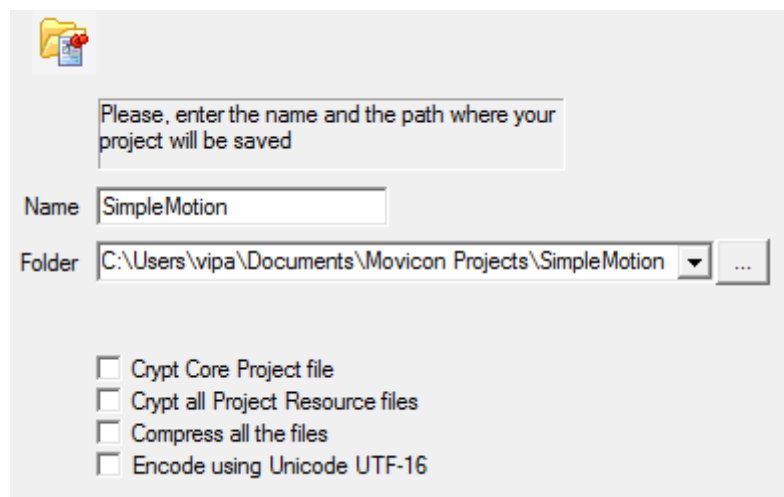 Please, enter the name and the path where your
project will be saved
Name SimpleMotion
Folder C:\Users\vipa\Documents\Movicon Projects\SimpleMotion ...
Crypt Core Project file
Crypt all Project Resource files
Compress all the files
Encode using Unicode UTF-16